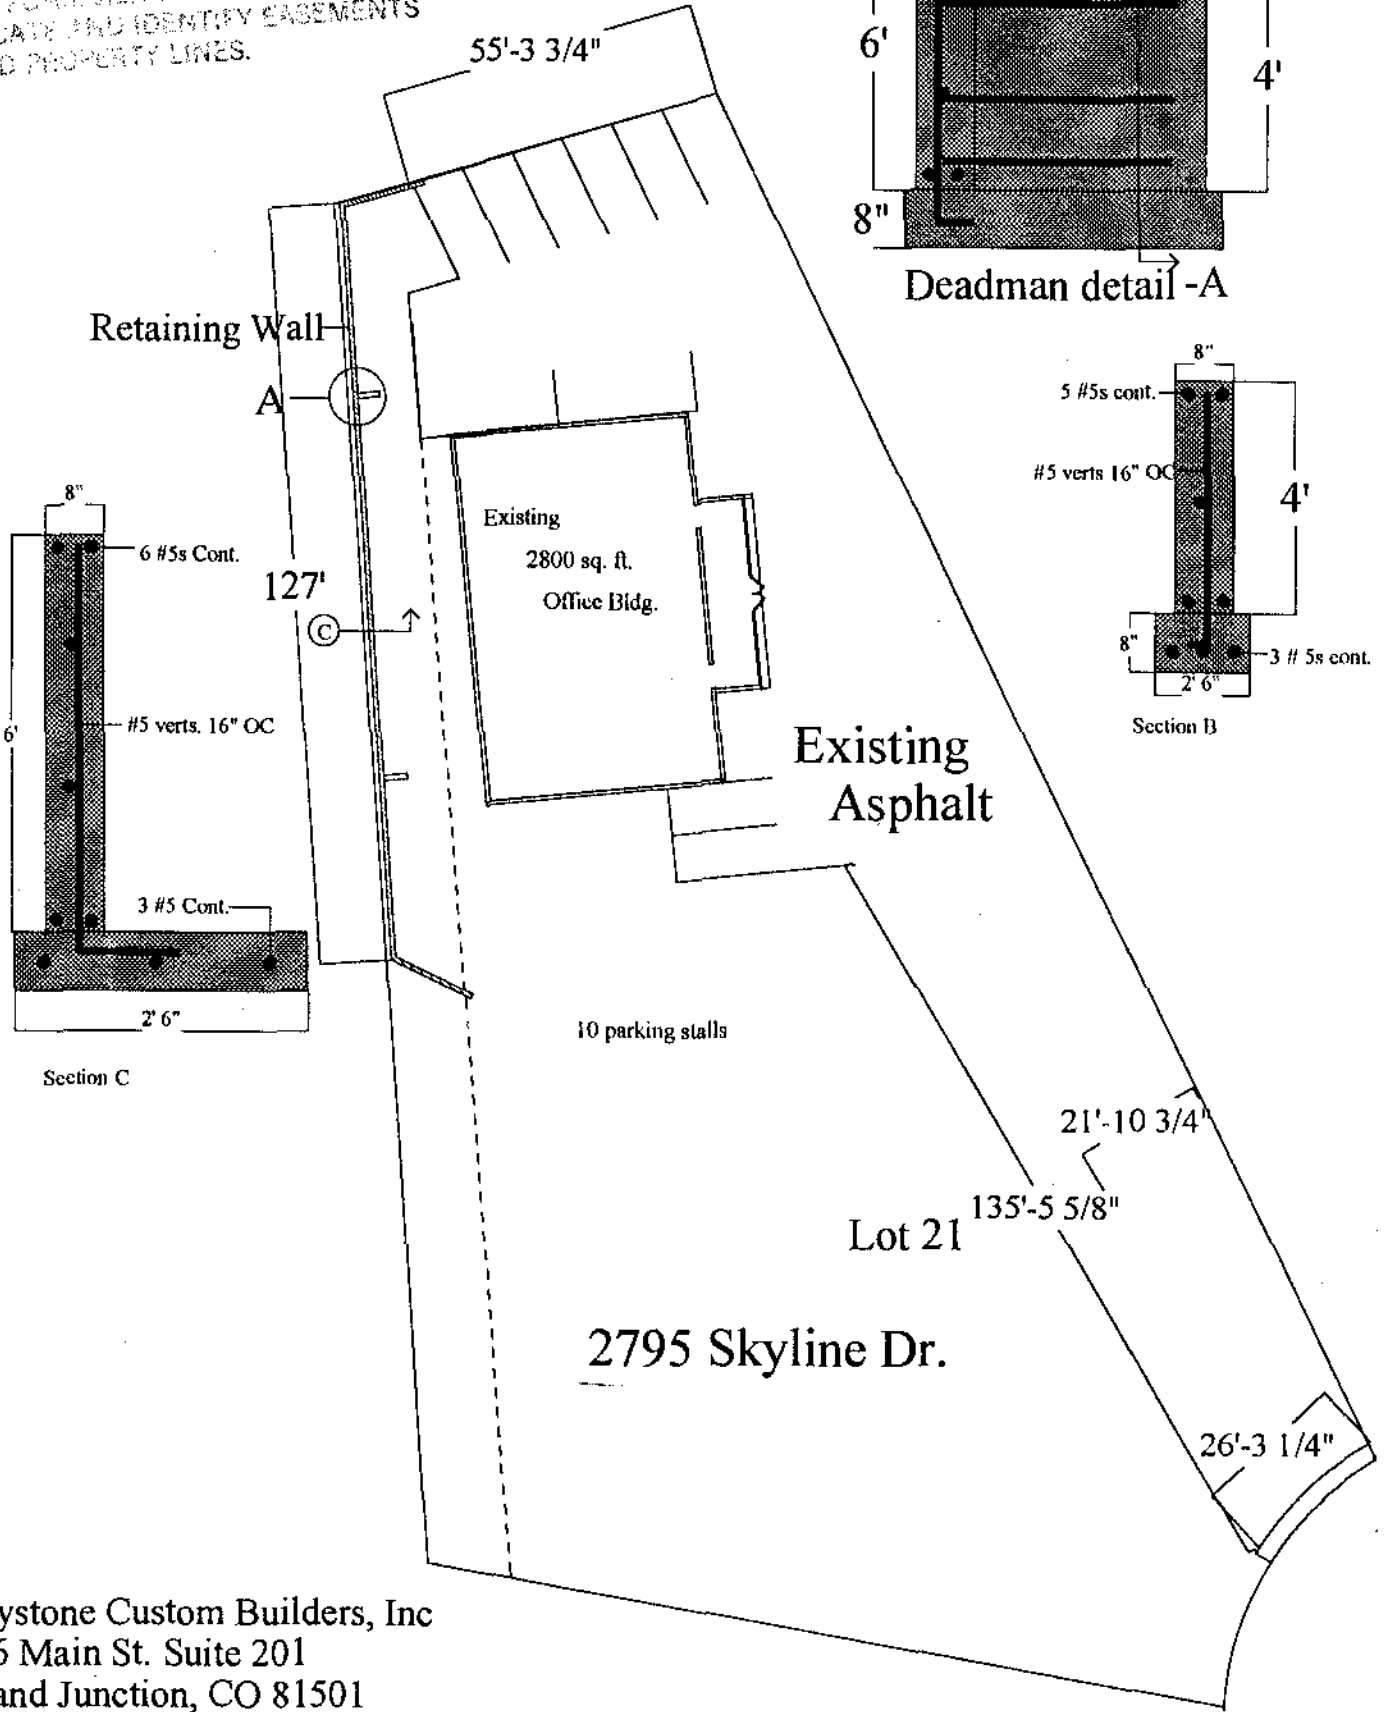 AND IDENTIFY EASEMENTS
PROPERTY LINES.
55'-3 3/4"
6'
4'
8"
Deadman detail -A
Retaining Wall
A
8"
5 #5s cont.
#5 verts 16" OC
4'
8"
3 # 5s cont.
2' 6"
Section B
8"
6 #5s Cont.
6'
#5 verts. 16" OC
3 #5 Cont.
2' 6"
Section C
127'
C
Existing
2800 sq. ft.
Office Bldg.
Existing
Asphalt
10 parking stalls
21'-10 3/4"
135'-5 5/8"
Lot 21
2795 Skyline Dr.
26'-3 1/4"
ystone Custom Builders, Inc
6 Main St. Suite 201
and Junction, CO 81501